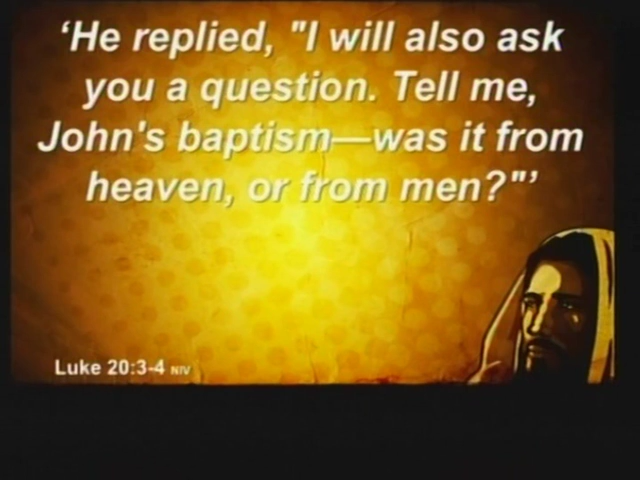 ‘He replied, "I will also ask
you a question. Tell me,
John's baptism—was it from
heaven, or from men?"’
Luke 20:3-4 NIV